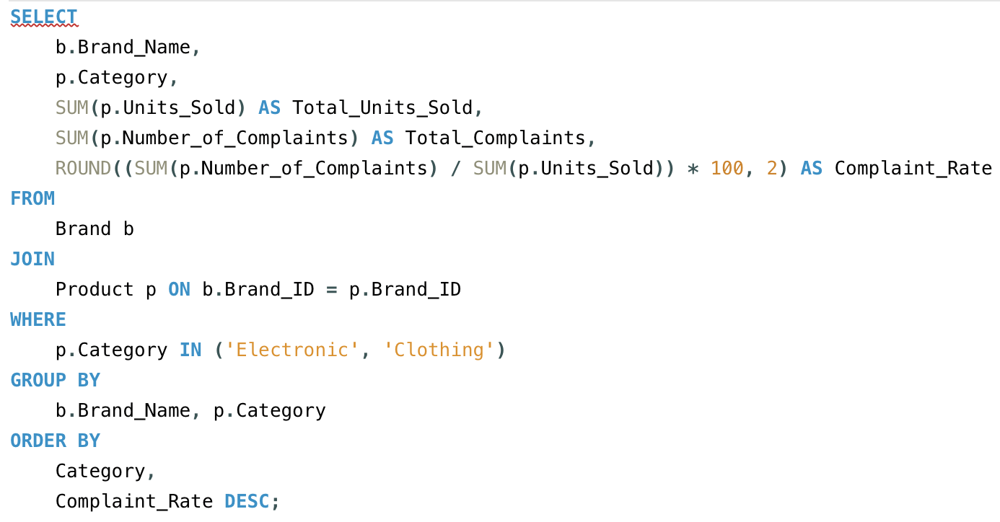 SELECT
b.Brand_Name,
p.Category,
SUM(p.Units_Sold) AS Total_Units_Sold,
SUM(p.Number_of_Complaints) AS Total_Complaints,
ROUND((SUM(p.Number_of_Complaints) / SUM(p.Units_Sold)) * 100, 2) AS Complaint_Rate
FROM
Brand b
JOIN
Product p ON b.Brand_ID = p.Brand_ID
WHERE
p.Category IN ('Electronic', 'Clothing')
GROUP BY
b.Brand_Name, p.Category
ORDER BY
Category,
Complaint_Rate DESC;